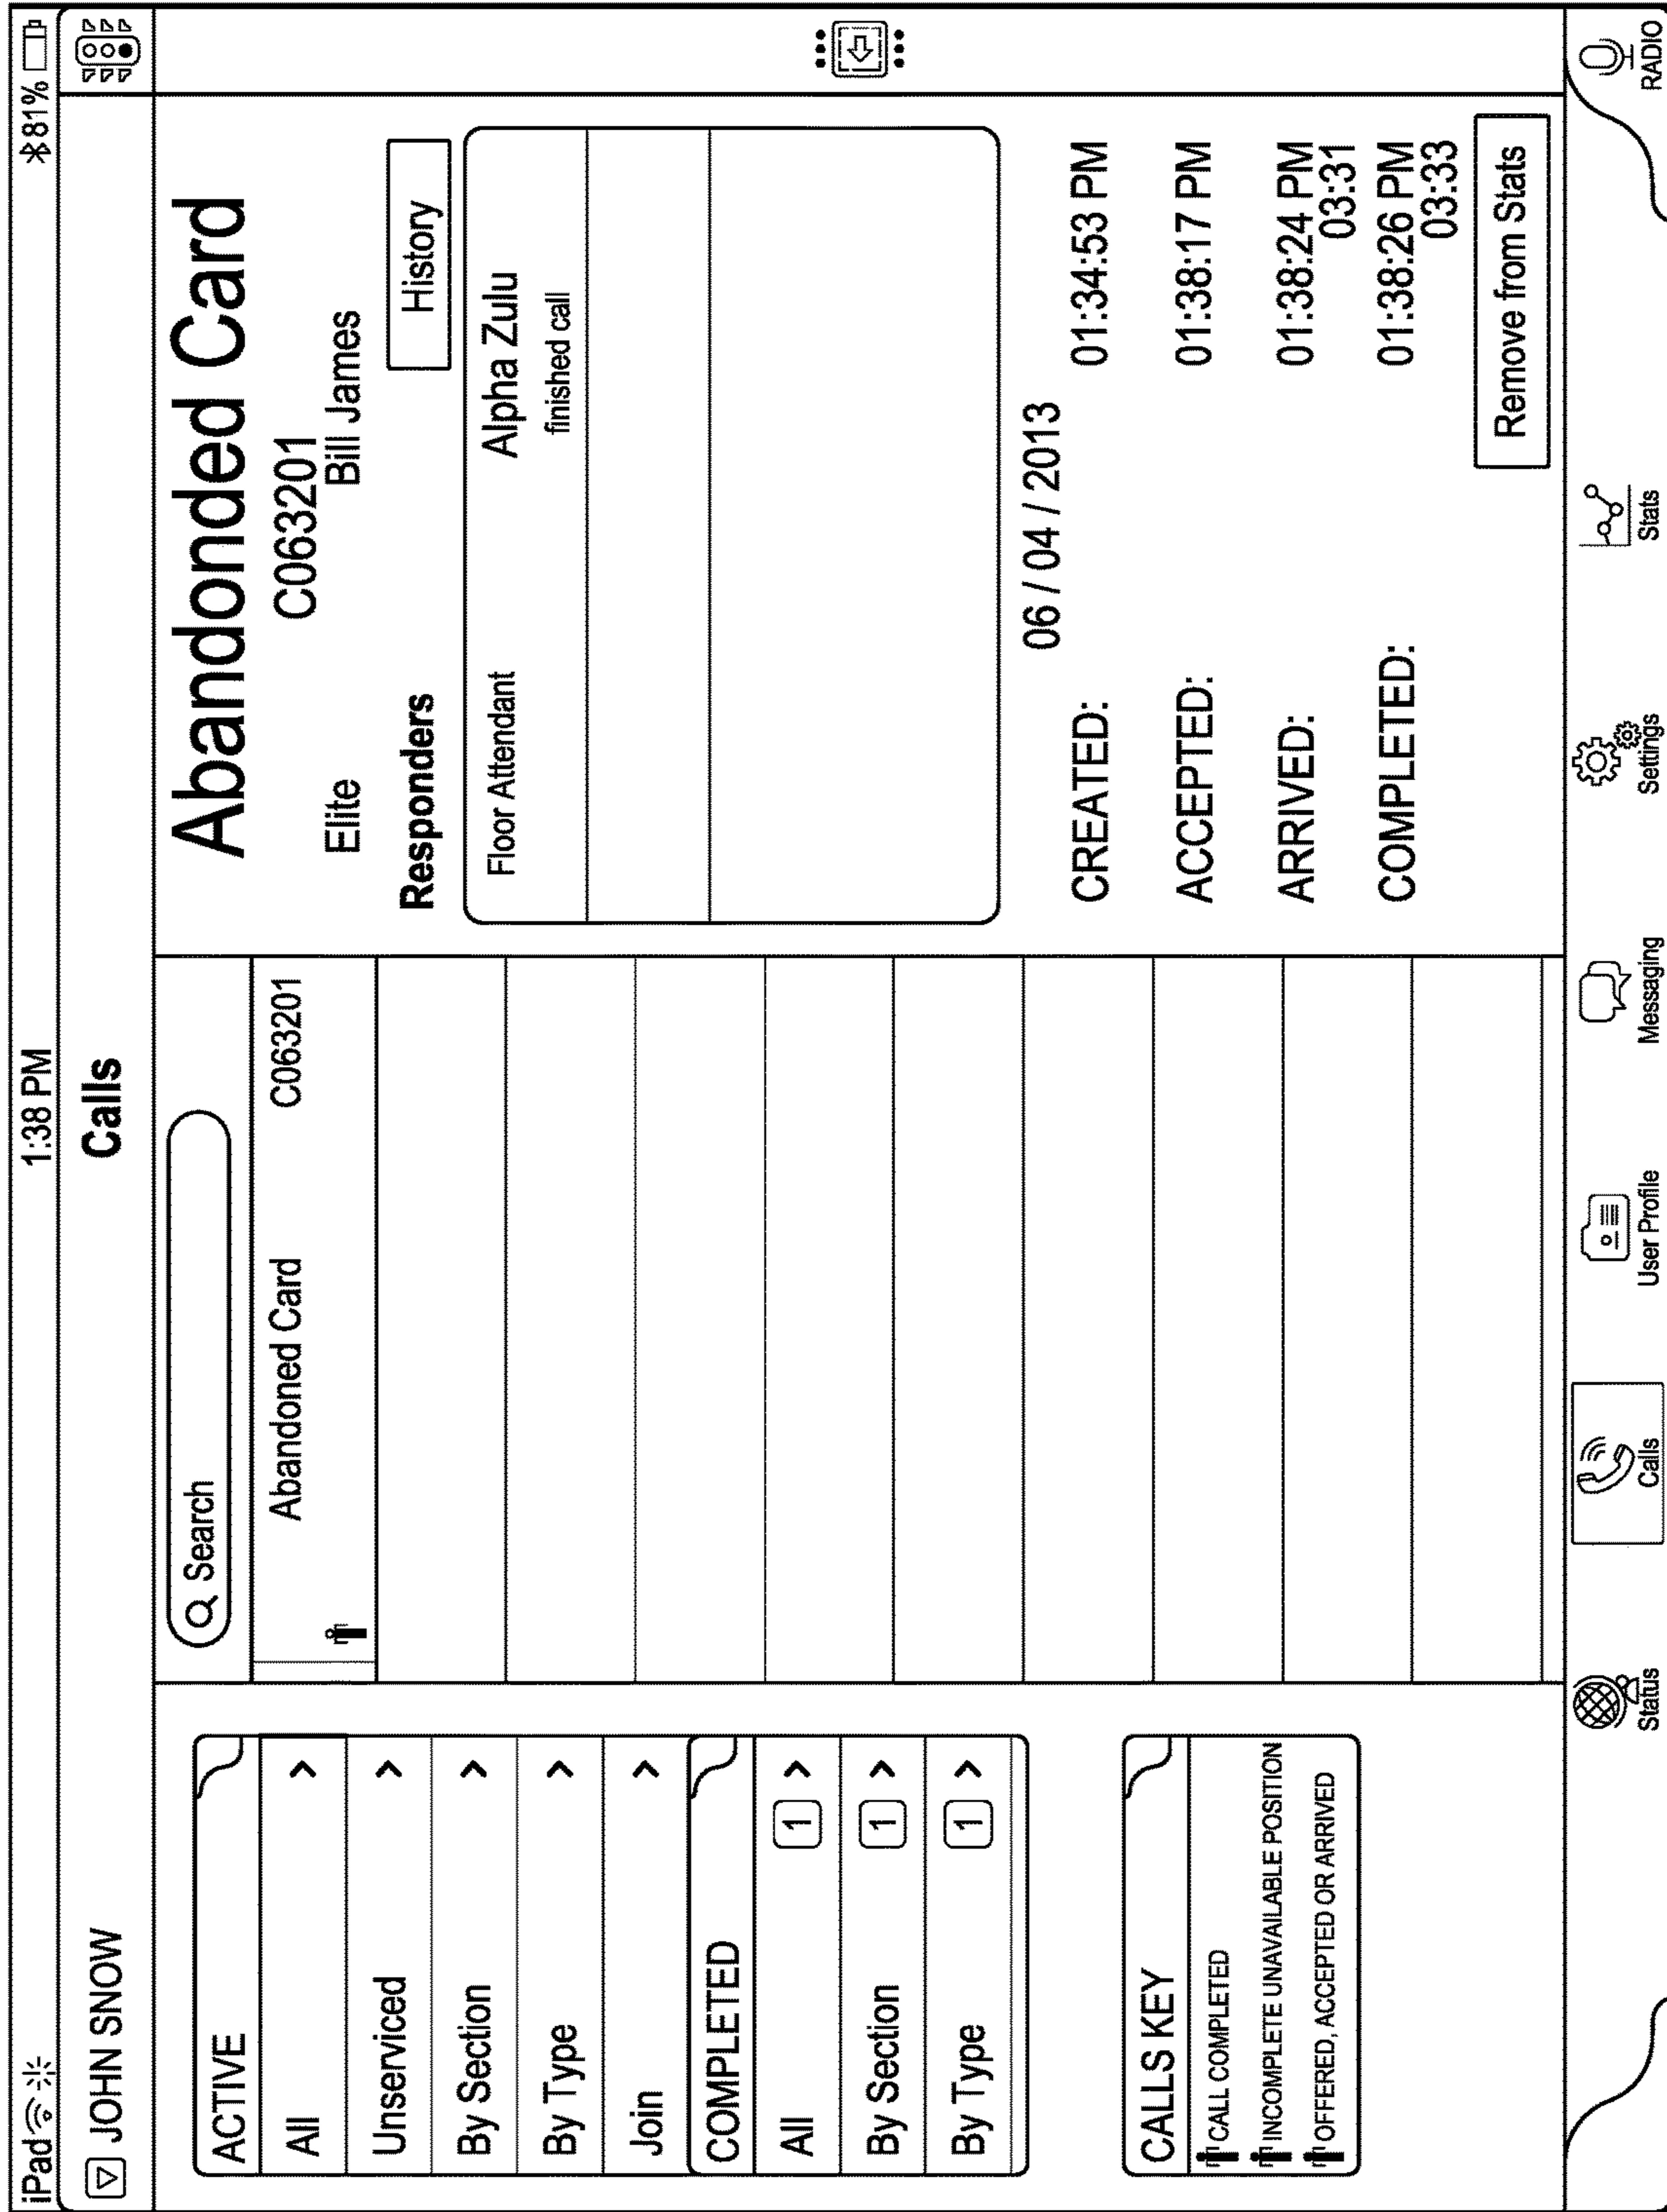 iPad 1:38 PM 81%
JOHN SNOW Calls
ACTIVE
All >
Unserviced >
By Section >
By Type >
Join >
COMPLETED
All 1 >
By Section 1 >
By Type 1 >
CALLS KEY
CALL COMPLETED
INCOMPLETE UNAVAILABLE POSITION
OFFERED, ACCEPTED OR ARRIVED
Search
Abandoned Card C063201
Abandonded Card
C063201
Elite Bill James
Responders History
Floor Attendant Alpha Zulu
finished call
06 / 04 / 2013
CREATED: 01:34:53 PM
ACCEPTED: 01:38:17 PM
ARRIVED: 01:38:24 PM
03:31
COMPLETED: 01:38:26 PM
03:33
Remove from Stats
Status Calls User Profile Messaging Settings Stats RADIO